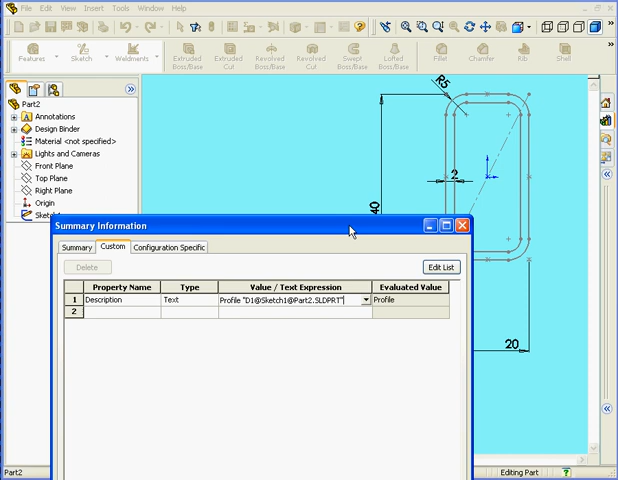 File Edit View Insert Tools Window Help
Features Sketch Weldments Extruded Boss/Base Extruded Cut Revolved Boss/Base Revolved Cut Swept Boss/Base Lofted Boss/Base Fillet Chamfer Rib Shell
Part2
Annotations
Design Binder
Material <not specified>
Lights and Cameras
Front Plane
Top Plane
Right Plane
Origin
R5
2
40
20
Summary Information
Summary Custom Configuration Specific
Delete Edit List
Property Name Type Value / Text Expression Evaluated Value
1 Description Text Profile "D1@Sketch1@Part2.SLDPRT" Profile
2
Part2 Editing Part